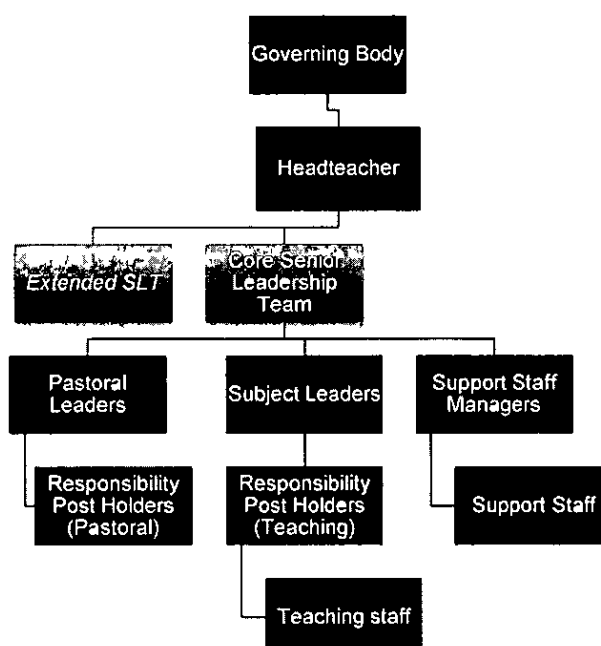 Governing Body
Headteacher
Extended SLT
Core Senior
Leadership
Team
Pastoral
Leaders
Subject Leaders
Support Staff
Managers
Responsibility
Post Holders
(Pastoral)
Responsibility
Post Holders
(Teaching)
Support Staff
Teaching staff